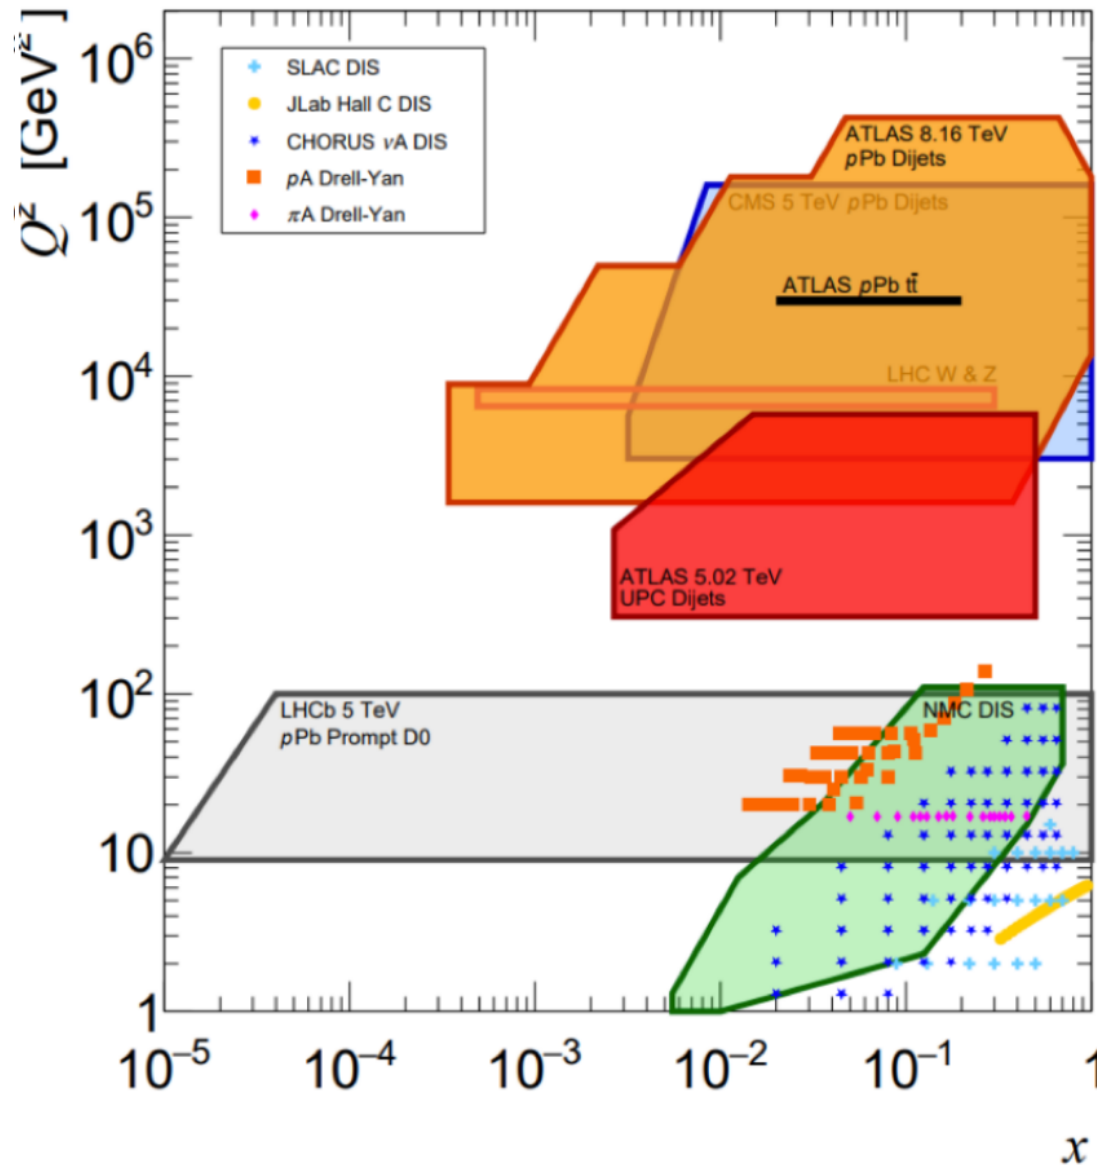 Q² [GeV²]
10⁶
10⁵
10⁴
10³
10²
10
1
SLAC DIS
JLab Hall C DIS
CHORUS νA DIS
pA Drell-Yan
πA Drell-Yan
ATLAS 8.16 TeV
pPb Dijets
CMS 5 TeV pPb Dijets
ATLAS pPb tt̄
LHC W & Z
ATLAS 5.02 TeV
UPC Dijets
LHCb 5 TeV
pPb Prompt D0
NMC DIS
10⁻⁵
10⁻⁴
10⁻³
10⁻²
10⁻¹
1
x